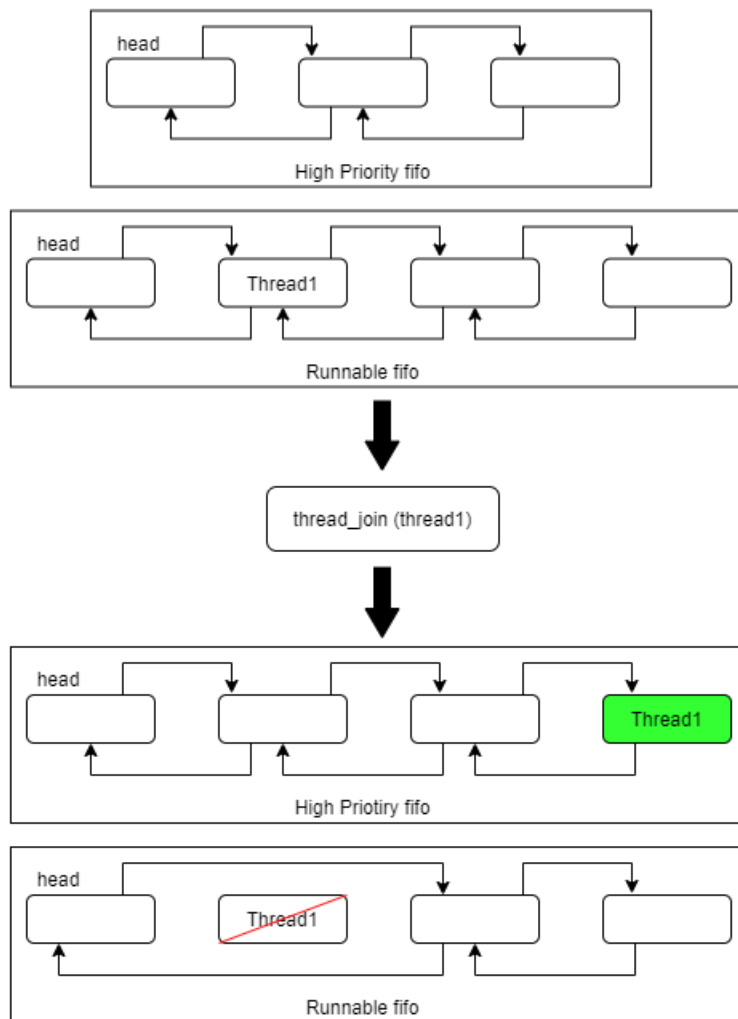 head
High Priority fifo
head
Thread1
Runnable fifo
thread_join (thread1)
head
Thread1
High Priotiry fifo
head
Thread1
Runnable fifo